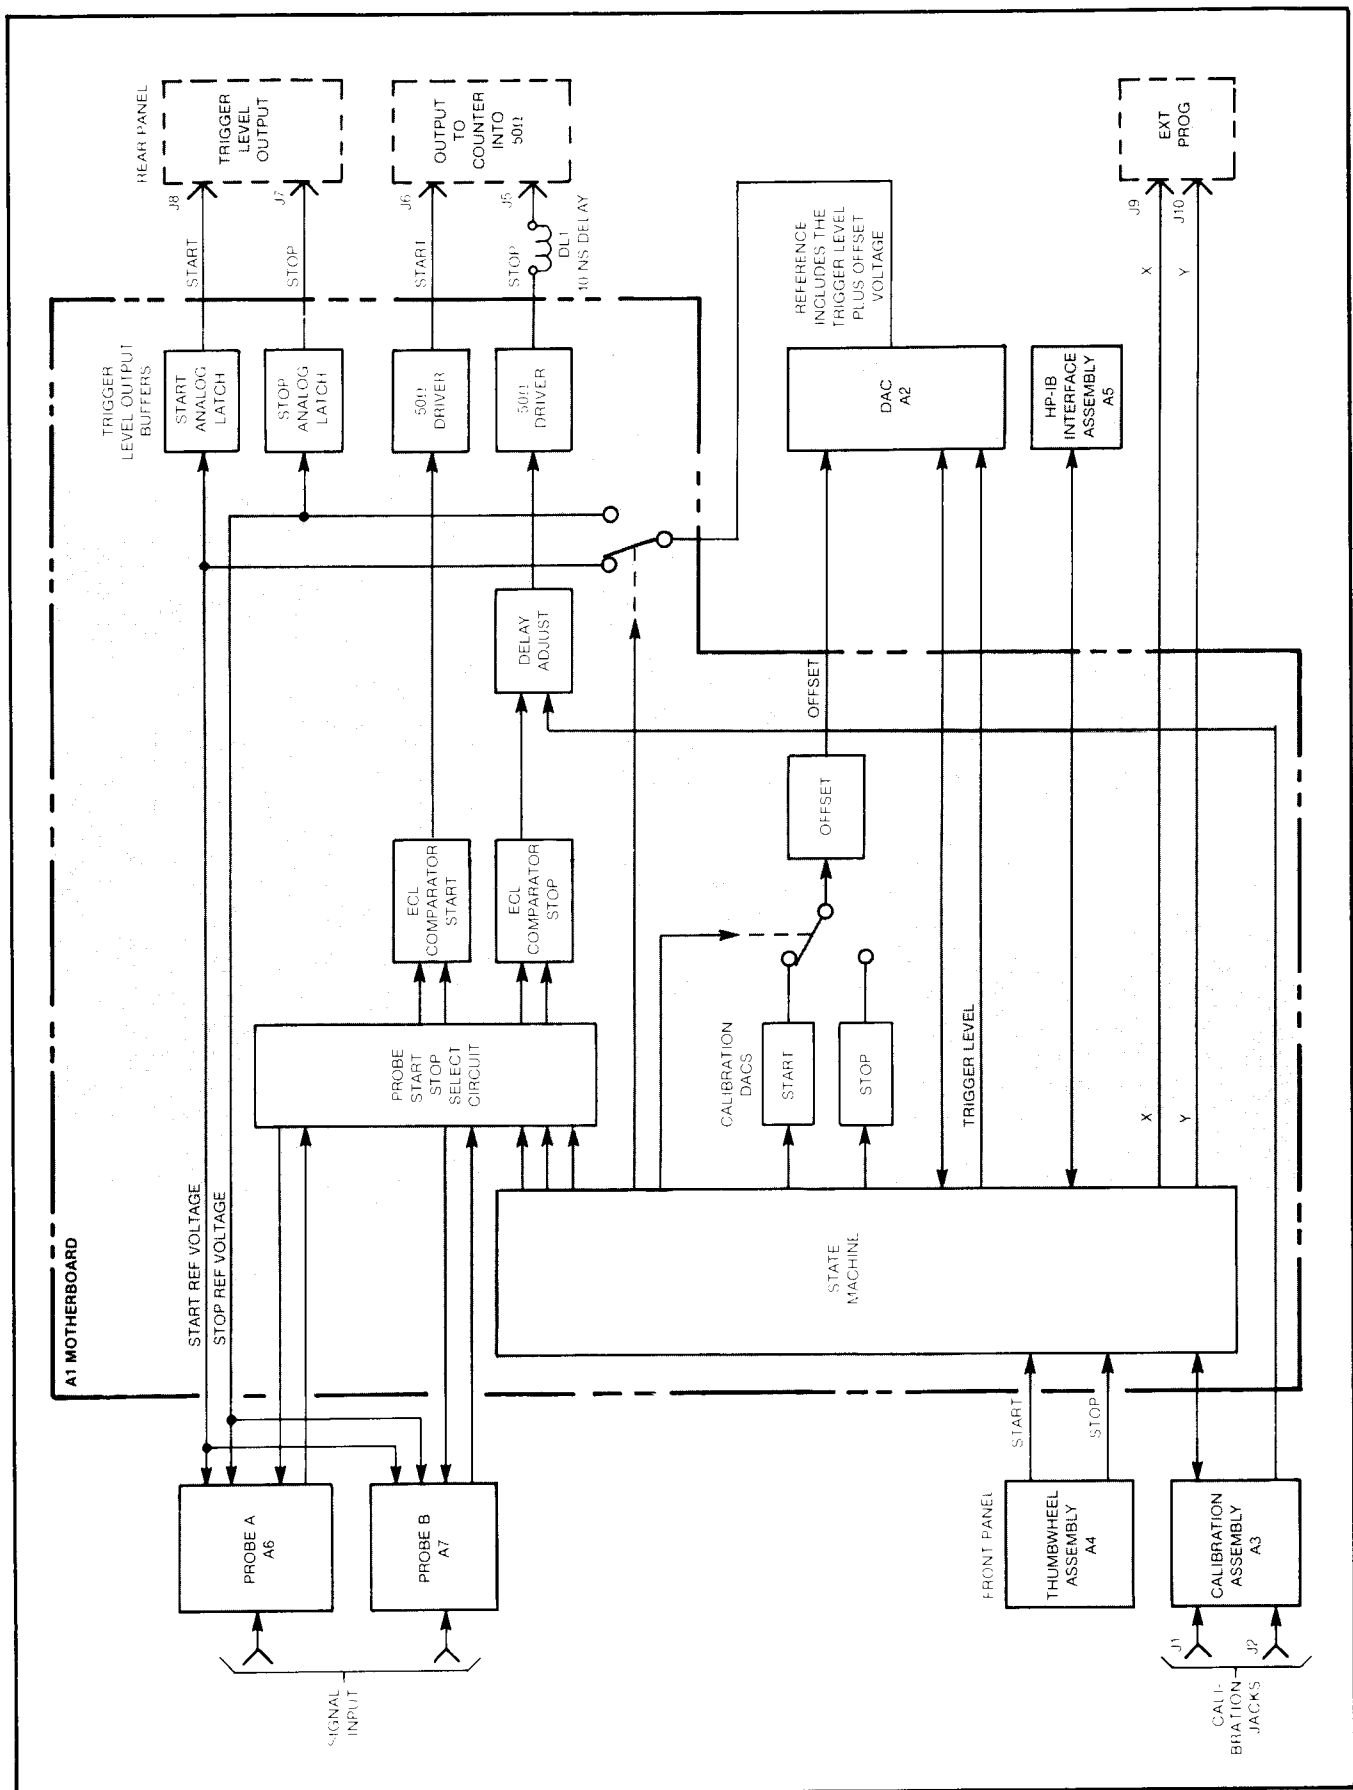 A1 MOTHERBOARD
SIGNAL
INPUT
PROBE A
A6
PROBE B
A7
START REF VOLTAGE
STOP REF VOLTAGE
PROBE
START
STOP
SELECT
CIRCUIT
ECL
COMPARATOR
START
ECL
COMPARATOR
STOP
DELAY
ADJUST
TRIGGER
LEVEL OUTPUT
BUFFERS
START
ANALOG
LATCH
STOP
ANALOG
LATCH
50Ω
DRIVER
50Ω
DRIVER
START
STOP
START
STOP
DL1
10 NS DELAY
J8
J7
J6
J5
REAR PANEL
TRIGGER
LEVEL
OUTPUT
OUTPUT
TO
COUNTER
INTO
50Ω
STATE
MACHINE
CALIBRATION
DACS
START
STOP
OFFSET
OFFSET
TRIGGER LEVEL
DAC
A2
REFERENCE
INCLUDES THE
TRIGGER LEVEL
PLUS OFFSET
VOLTAGE
HP-IB
INTERFACE
ASSEMBLY
A5
X
Y
X
Y
J9
J10
EXT
PROG
FRONT PANEL
THUMBWHEEL
ASSEMBLY
A4
START
STOP
CALI-
BRATION
JACKS
J1
J2
CALIBRATION
ASSEMBLY
A3